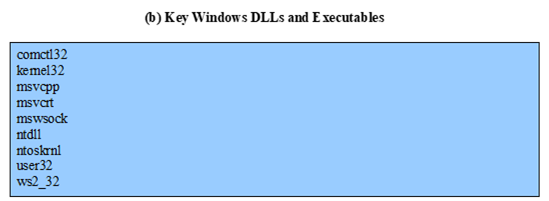 (b) Key Windows DLLs and Executables
comctl32
kernel32
msvcpp
msvcrt
mswsock
ntdll
ntoskrnl
user32
ws2_32